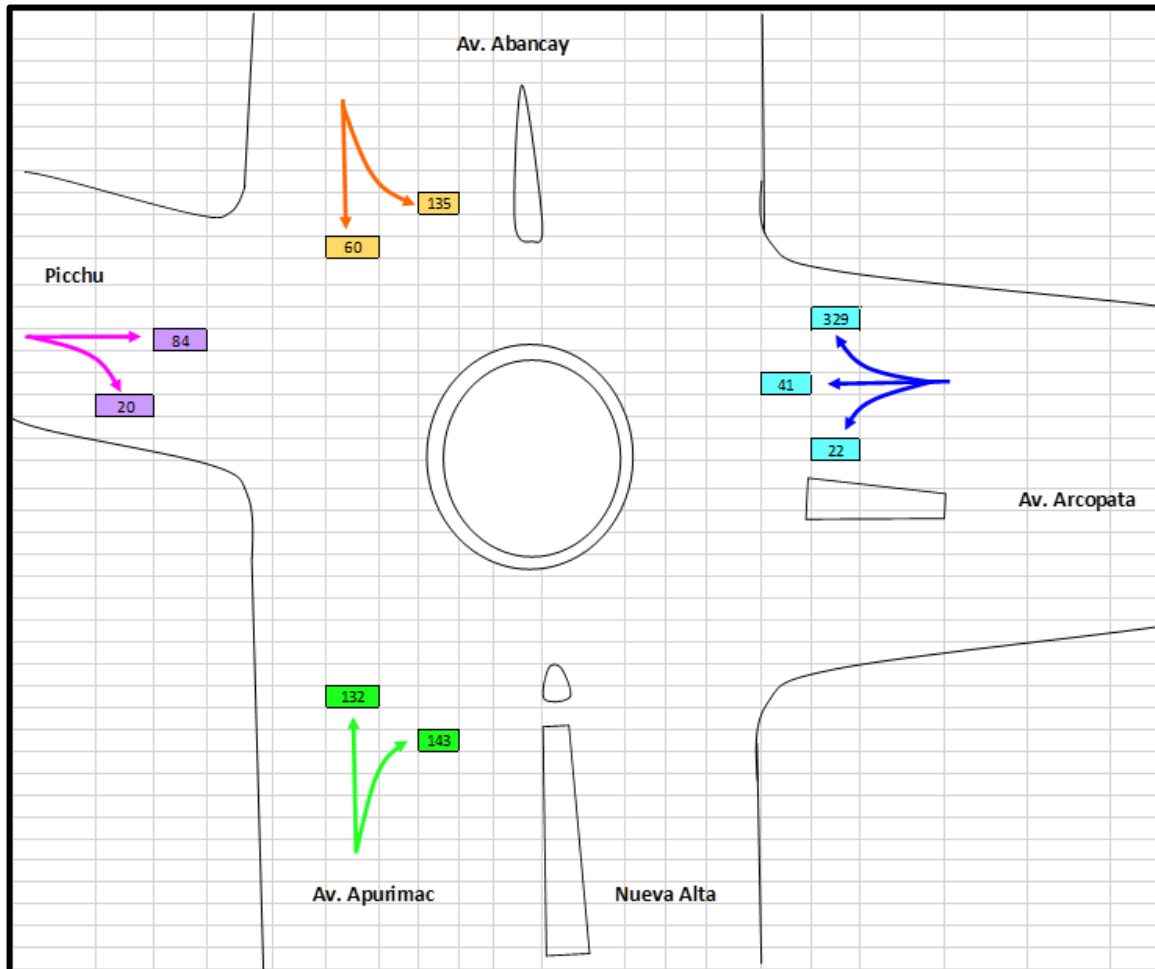 Av. Abancay
135
60
Picchu
84
20
329
41
22
Av. Arcopata
132
143
Av. Apurimac
Nueva Alta